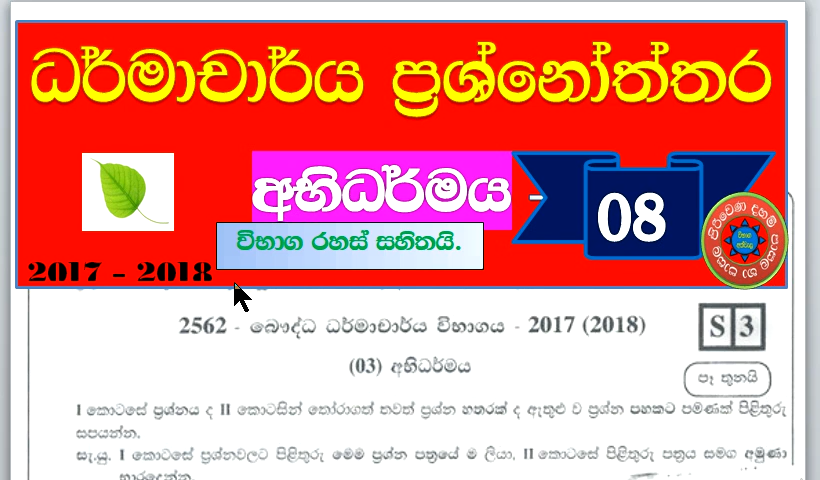 ධර්මාචාර්ය ප්‍රශ්නෝත්තර
අභිධර්මය - 08
විභාග රහස් සහිතයි.
2017 - 2018
2562 - බෞද්ධ ධර්මාචාර්ය විභාගය - 2017 (2018)
S 3
(03) අභිධර්මය
පැ තුනයි
I කොටසේ ප්‍රශ්නය ද II කොටසින් තෝරාගත් තවත් ප්‍රශ්න හතරක් ද ඇතුළු ව ප්‍රශ්න පහකට පමණක් පිළිතුරු
සපයන්න.
සැ.යු. I කොටසේ ප්‍රශ්නවලට පිළිතුරු මෙම ප්‍රශ්න පත්‍රයේ ම ලියා, II කොටසේ පිළිතුරු පත්‍රය සමග අමුණා
භාරදෙන්න.